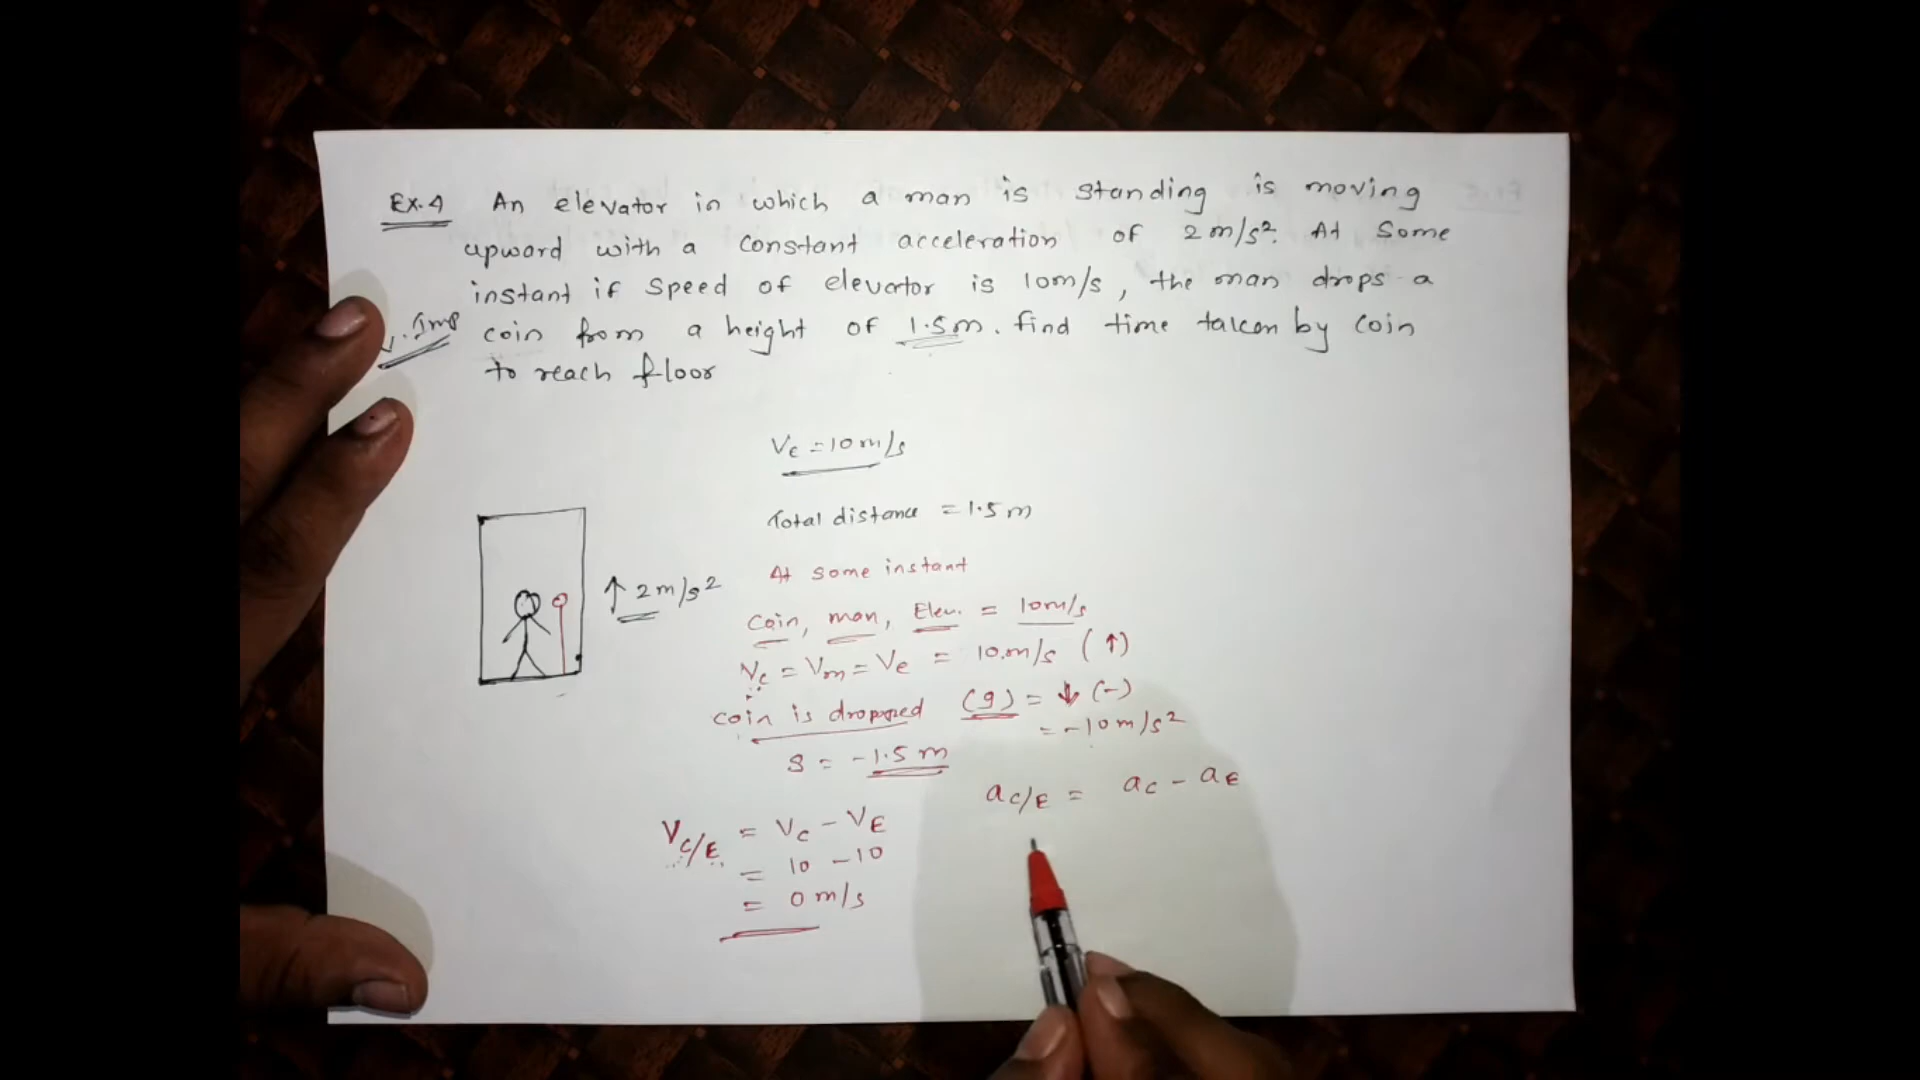 Ex.4 An elevator in which a man is standing is moving
upward with a constant acceleration of 2m/s². At some
instant if speed of elevator is 10m/s, the man drops a
v.Imp
coin from a height of 1.5m. find time taken by coin
to reach floor
Vc = 10m/s
Total distance = 1.5m
↑ 2m/s²
At some instant
Coin, man, Elev. = 10m/s
Vc = Vm = Ve = 10m/s (↑)
coin is dropped (g) = ↓ (-)
= -10m/s²
S = -1.5m
aC/E = aC - aE
VC/E = VC - VE
= 10 - 10
= 0m/s